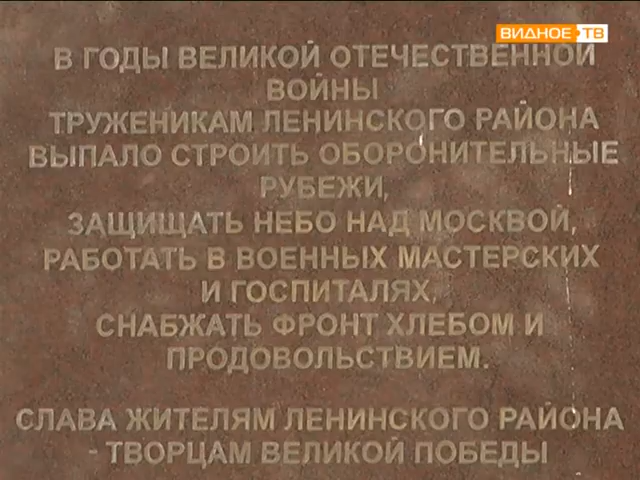 ВИДНОЕ ТВ
В ГОДЫ ВЕЛИКОЙ ОТЕЧЕСТВЕННОЙ
ВОЙНЫ
ТРУЖЕНИКАМ ЛЕНИНСКОГО РАЙОНА
ВЫПАЛО СТРОИТЬ ОБОРОНИТЕЛЬНЫЕ
РУБЕЖИ,
ЗАЩИЩАТЬ НЕБО НАД МОСКВОЙ,
РАБОТАТЬ В ВОЕННЫХ МАСТЕРСКИХ
И ГОСПИТАЛЯХ,
СНАБЖАТЬ ФРОНТ ХЛЕБОМ И
ПРОДОВОЛЬСТВИЕМ.
СЛАВА ЖИТЕЛЯМ ЛЕНИНСКОГО РАЙОНА
- ТВОРЦАМ ВЕЛИКОЙ ПОБЕДЫ